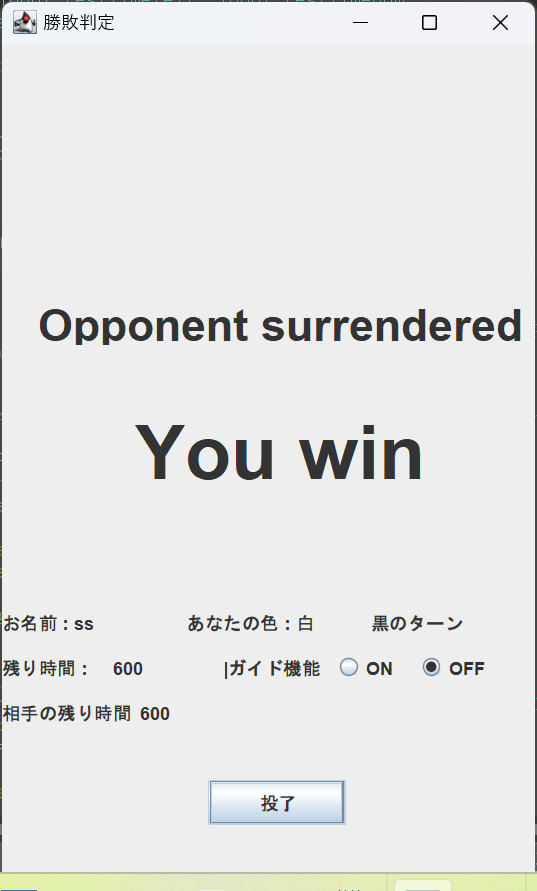 勝敗判定
Opponent surrendered
You win
お名前：ss あなたの色：白 黒のターン
残り時間： 600 |ガイド機能 ON OFF
相手の残り時間 600
投了